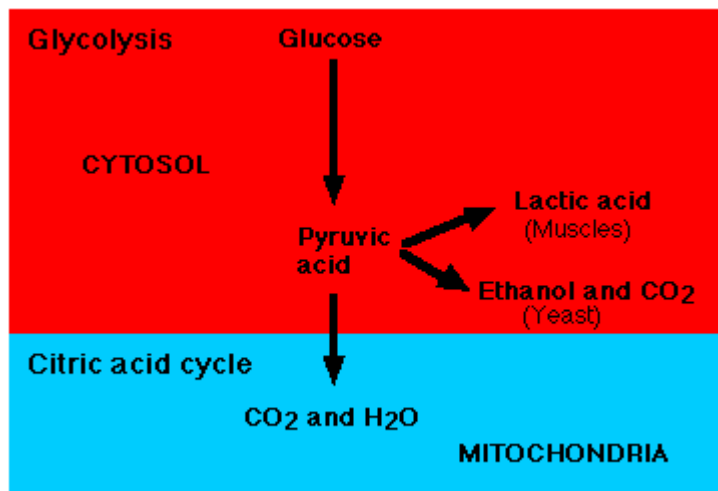 Glycolysis
Glucose
CYTOSOL
Pyruvic
acid
Lactic acid
(Muscles)
Ethanol and CO2
(Yeast)
Citric acid cycle
CO2 and H2O
MITOCHONDRIA